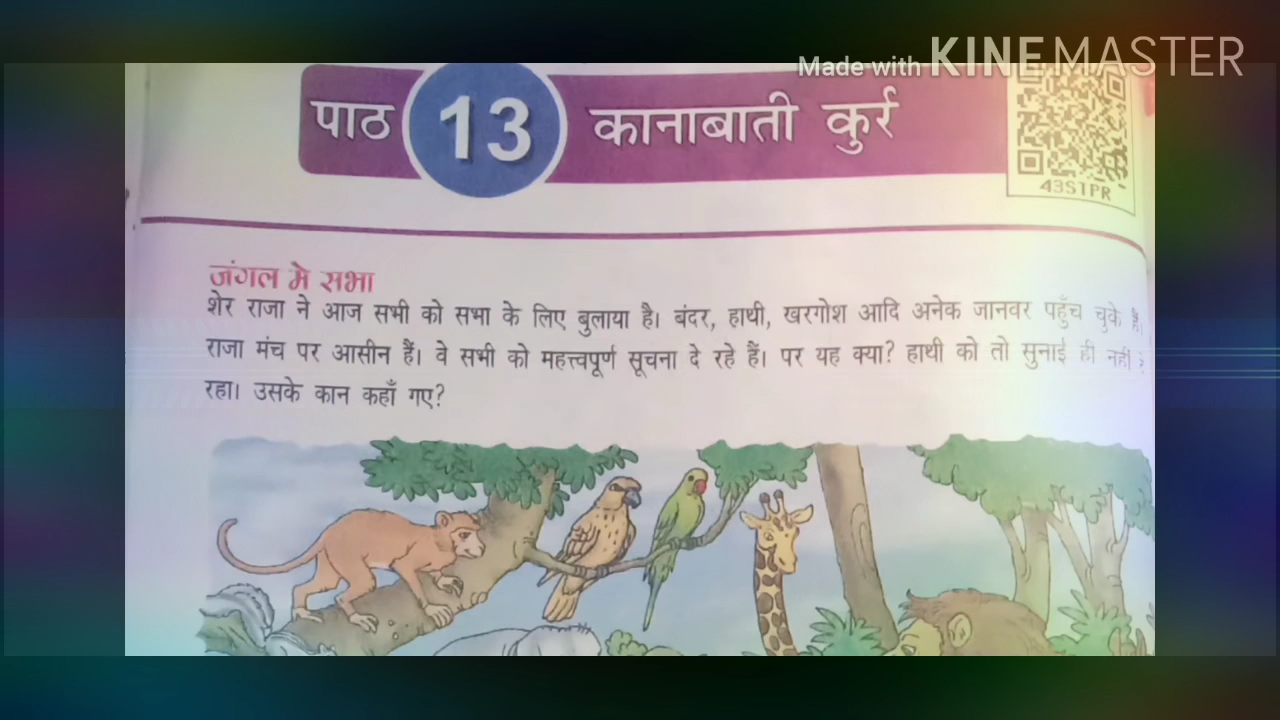 Made with KINEMASTER
पाठ 13 कानाबाती कुर्र
43STPR
जंगल मे सभा
शेर राजा ने आज सभी को सभा के लिए बुलाया है। बंदर, हाथी, खरगोश आदि अनेक जानवर पहुँच चुके हैं।
राजा मंच पर आसीन हैं। वे सभी को महत्त्वपूर्ण सूचना दे रहे हैं। पर यह क्या? हाथी को तो सुनाई ही नहीं
रहा। उसके कान कहाँ गए?